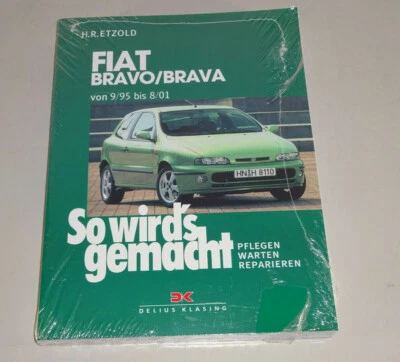 H.R.ETZOLD
FIAT
BRAVO/BRAVA
von 9/95 bis 8/01
HN H 8110
So wird's
gemacht
PFLEGEN
WARTEN
REPARIEREN
DELIUS KLASING